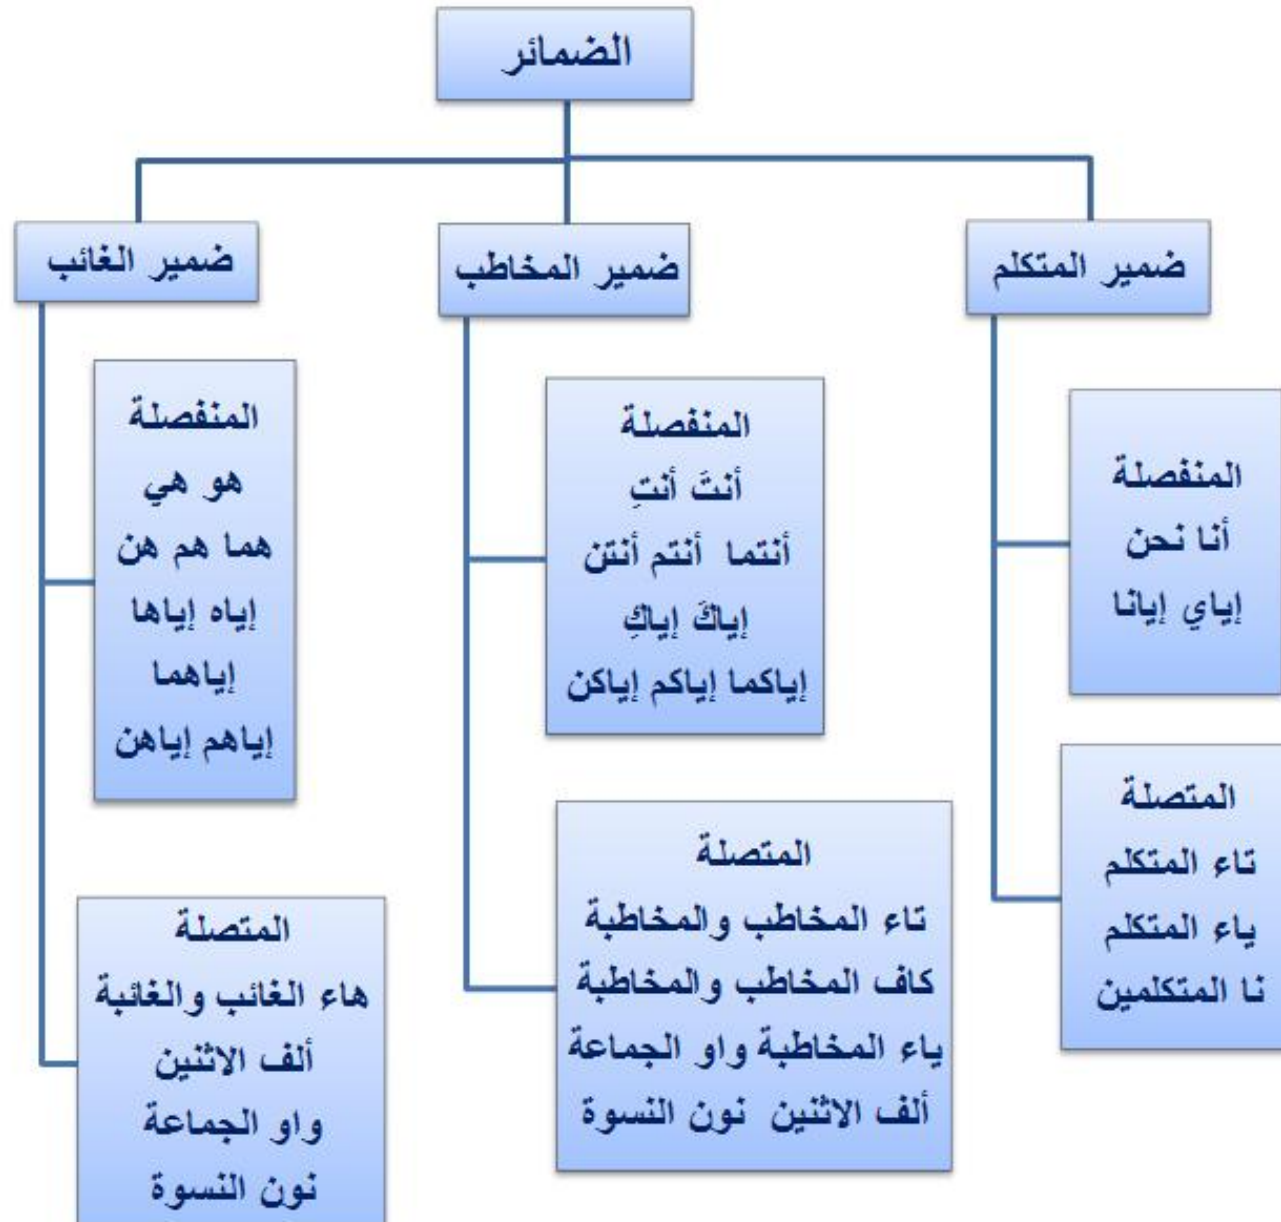 الضمائر
ضمير المتكلم
المنفصلة
أنا نحن
إياي إيانا
المتصلة
تاء المتكلم
ياء المتكلم
نا المتكلمين
ضمير المخاطب
المنفصلة
أنتَ أنتِ
أنتما أنتم أنتن
إياكَ إياكِ
إياكما إياكم إياكن
المتصلة
تاء المخاطب والمخاطبة
كاف المخاطب والمخاطبة
ياء المخاطبة واو الجماعة
ألف الاثنين نون النسوة
ضمير الغائب
المنفصلة
هو هي
هما هم هن
إياه إياها
إياهما
إياهم إياهن
المتصلة
هاء الغائب والغائبة
ألف الاثنين
واو الجماعة
نون النسوة